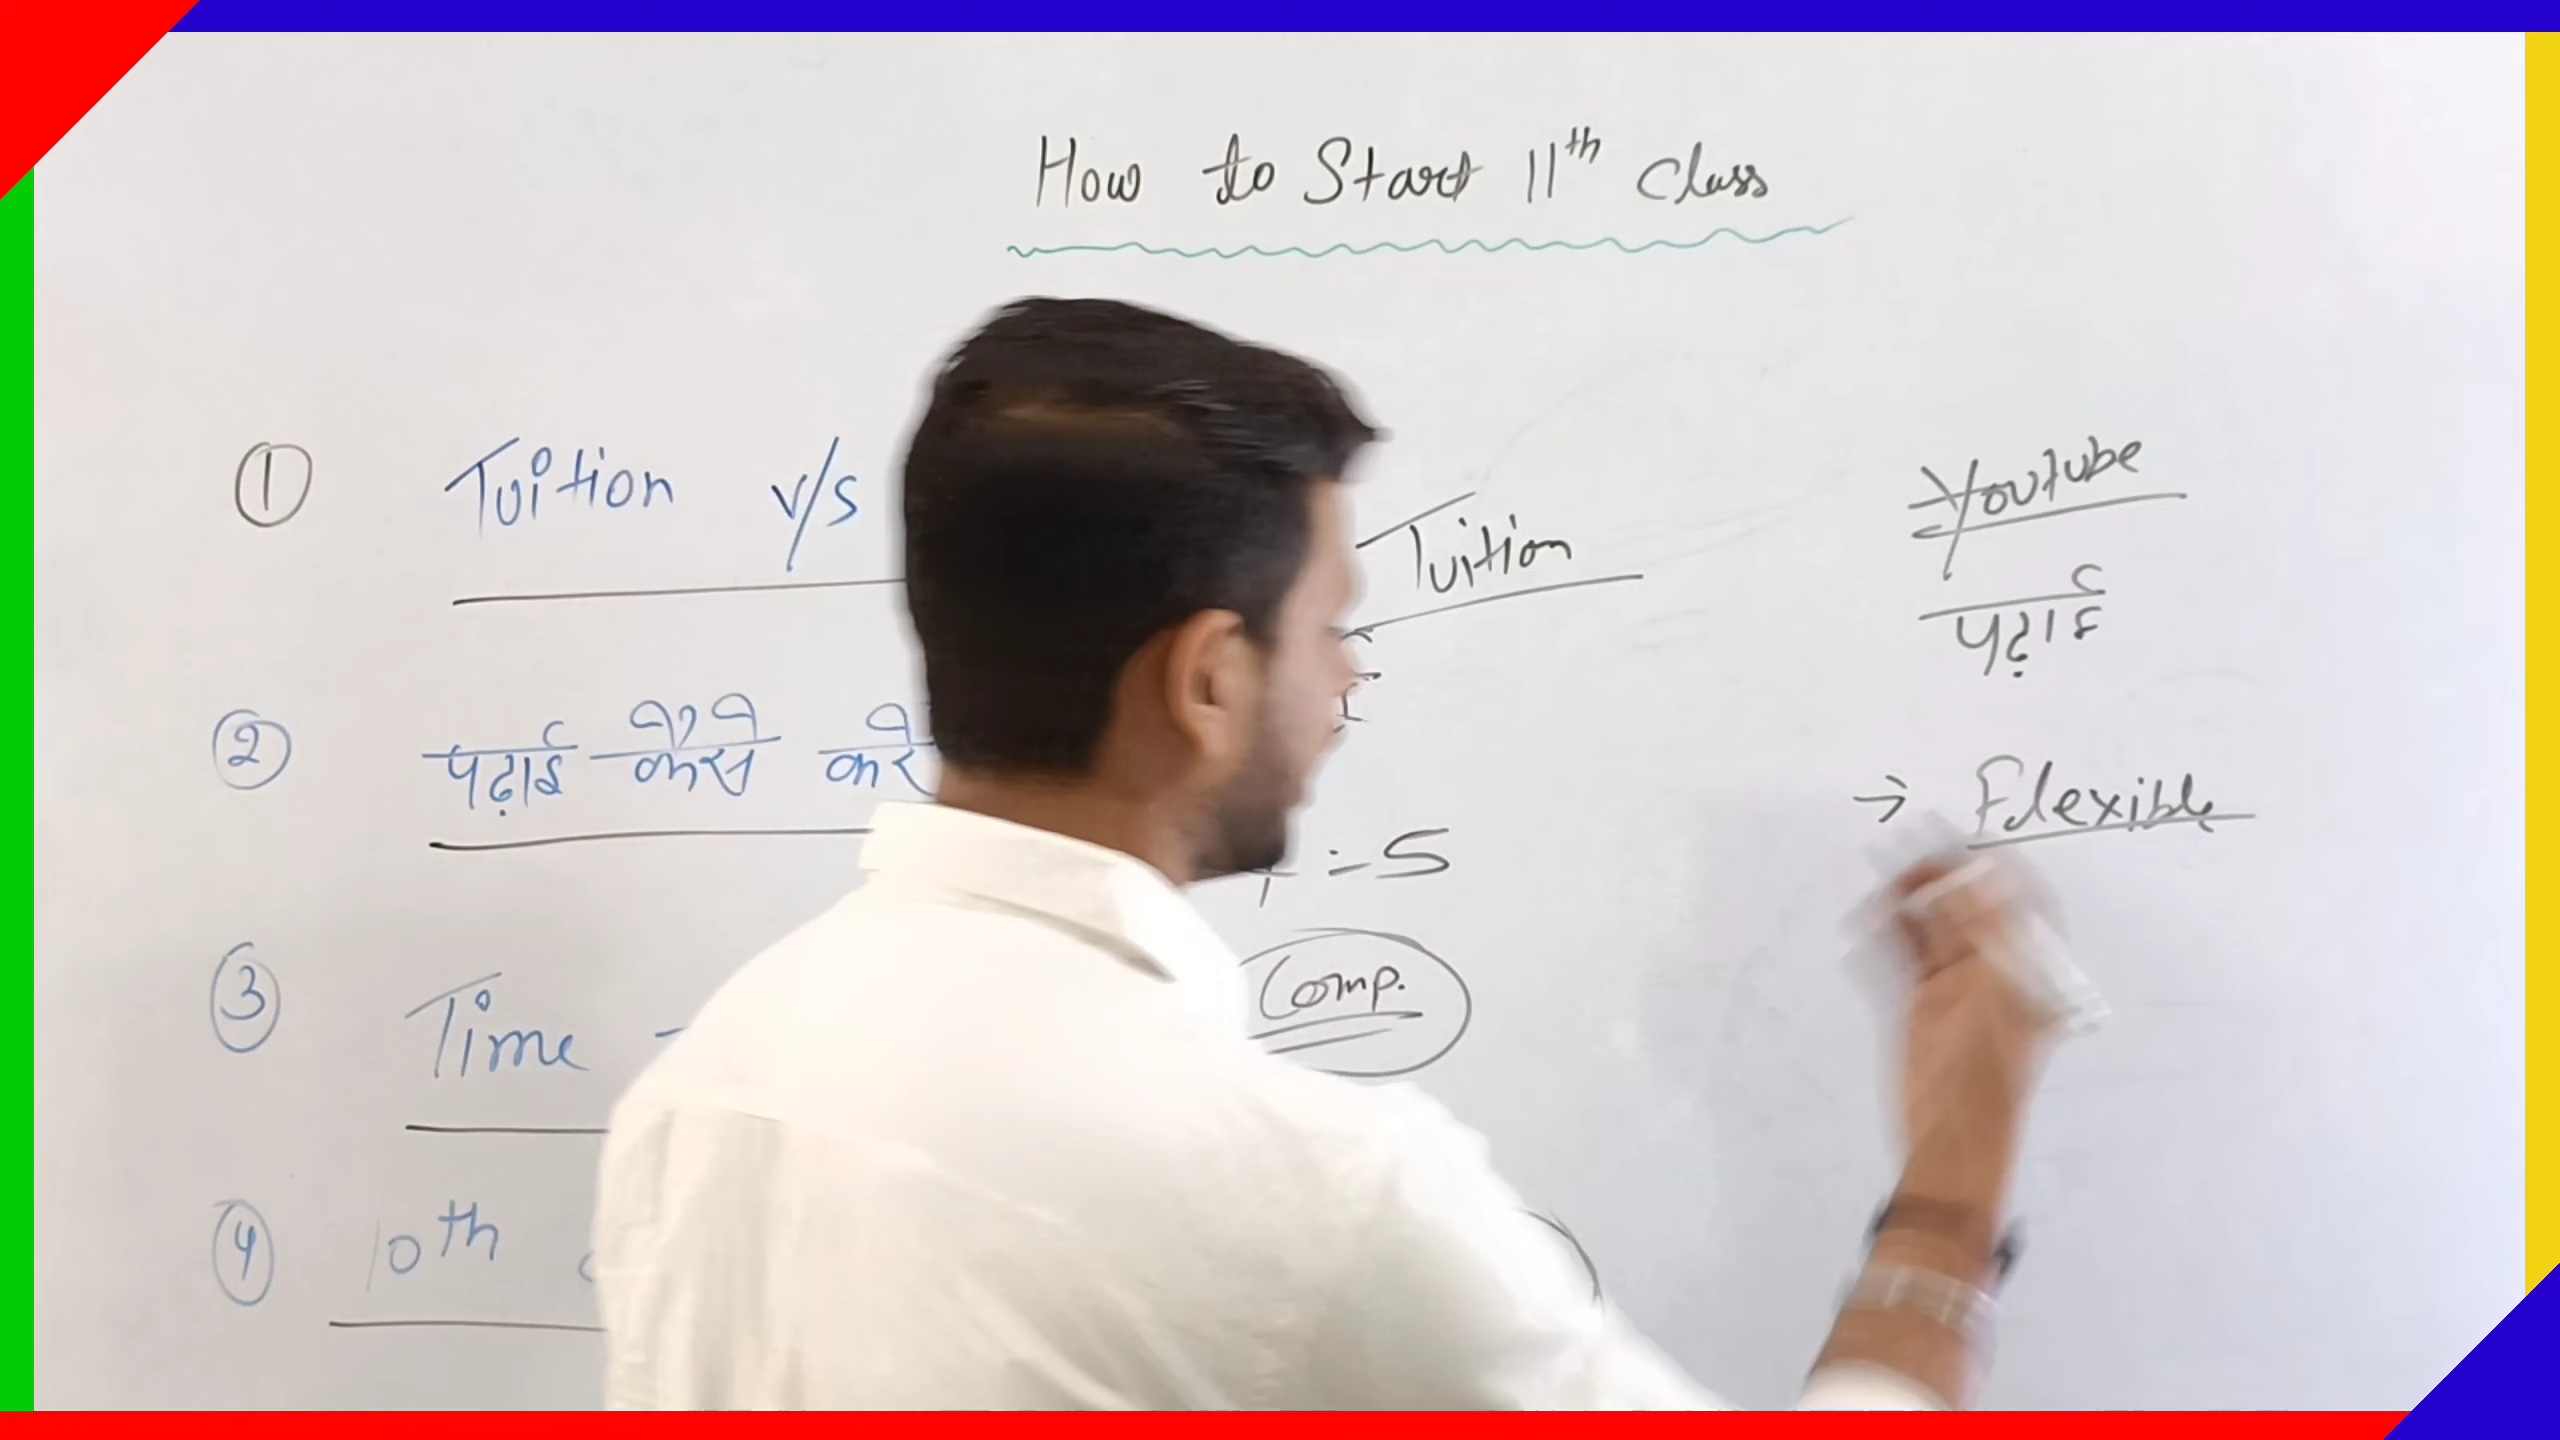 How to Start 11th Class
① Tuition v/s
Tuition
Youtube
पढ़ाई
② पढ़ाई कैसे करे
→ Flexible
:-S
③ Time -
Comp.
④ 10th